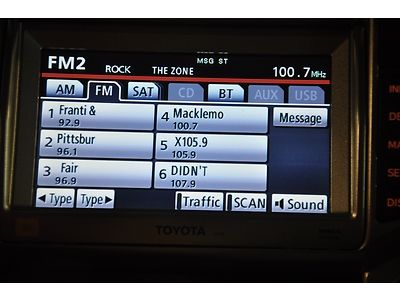 MSG ST
FM2 ROCK THE ZONE 100.7MHz
AM FM SAT CD BT AUX USB
1 Franti & 92.9
4 Macklemo 100.7
Message
2 Pittsbur 96.1
5 X105.9 105.9
3 Fair 96.9
6 DIDN'T 107.9
◀Type Type▶ Traffic SCAN Sound
TOYOTA